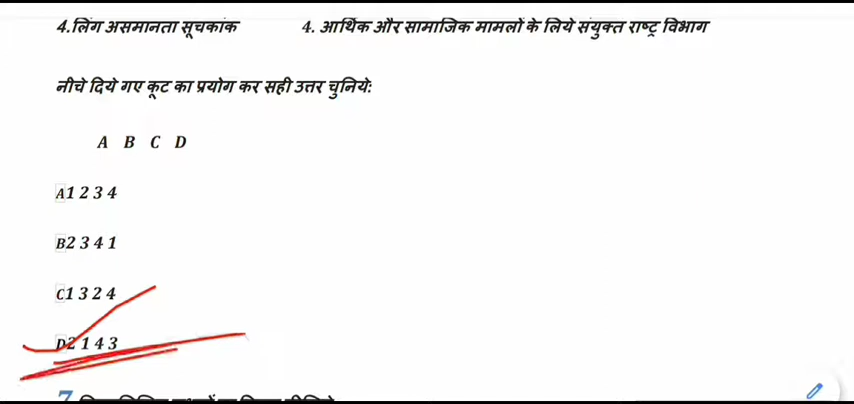 4.लिंग असमानता सूचकांक 4. आर्थिक और सामाजिक मामलों के लिये संयुक्त राष्ट्र विभाग
नीचे दिये गए कूट का प्रयोग कर सही उत्तर चुनिये:
A B C D
A1 2 3 4
B2 3 4 1
C1 3 2 4
D2 1 4 3
7